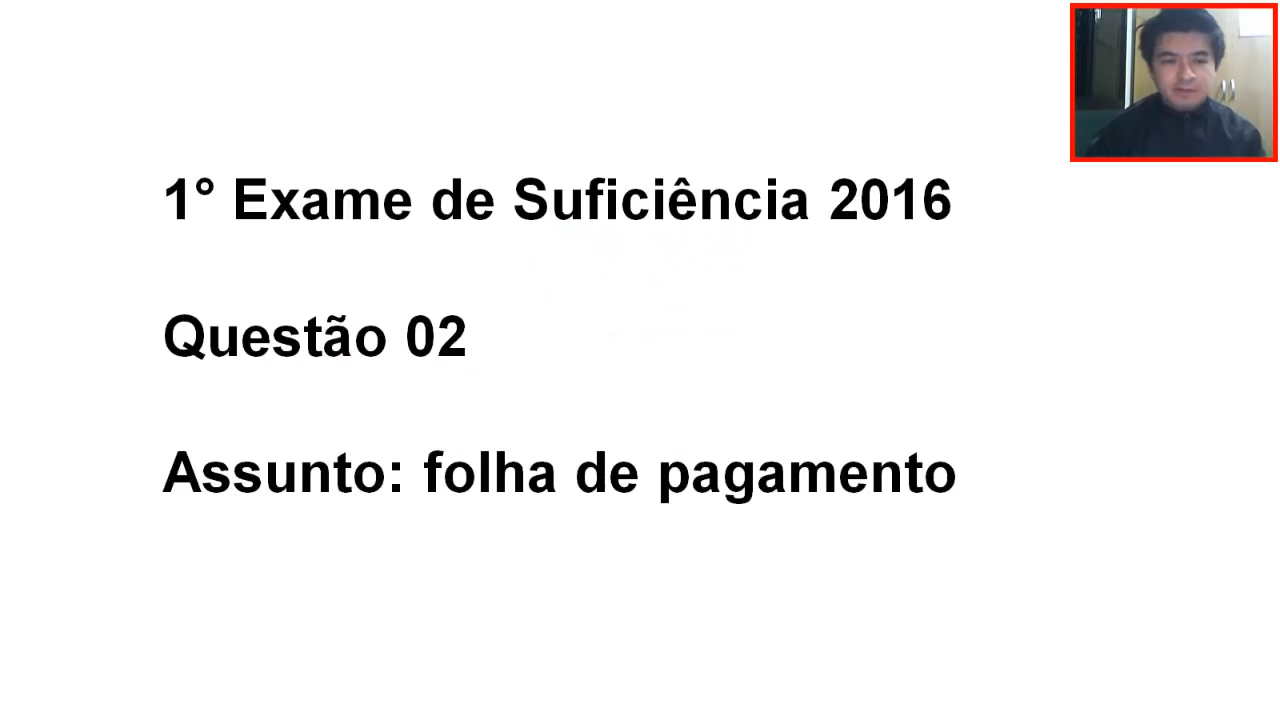 1° Exame de Suficiência 2016
Questão 02
Assunto: folha de pagamento